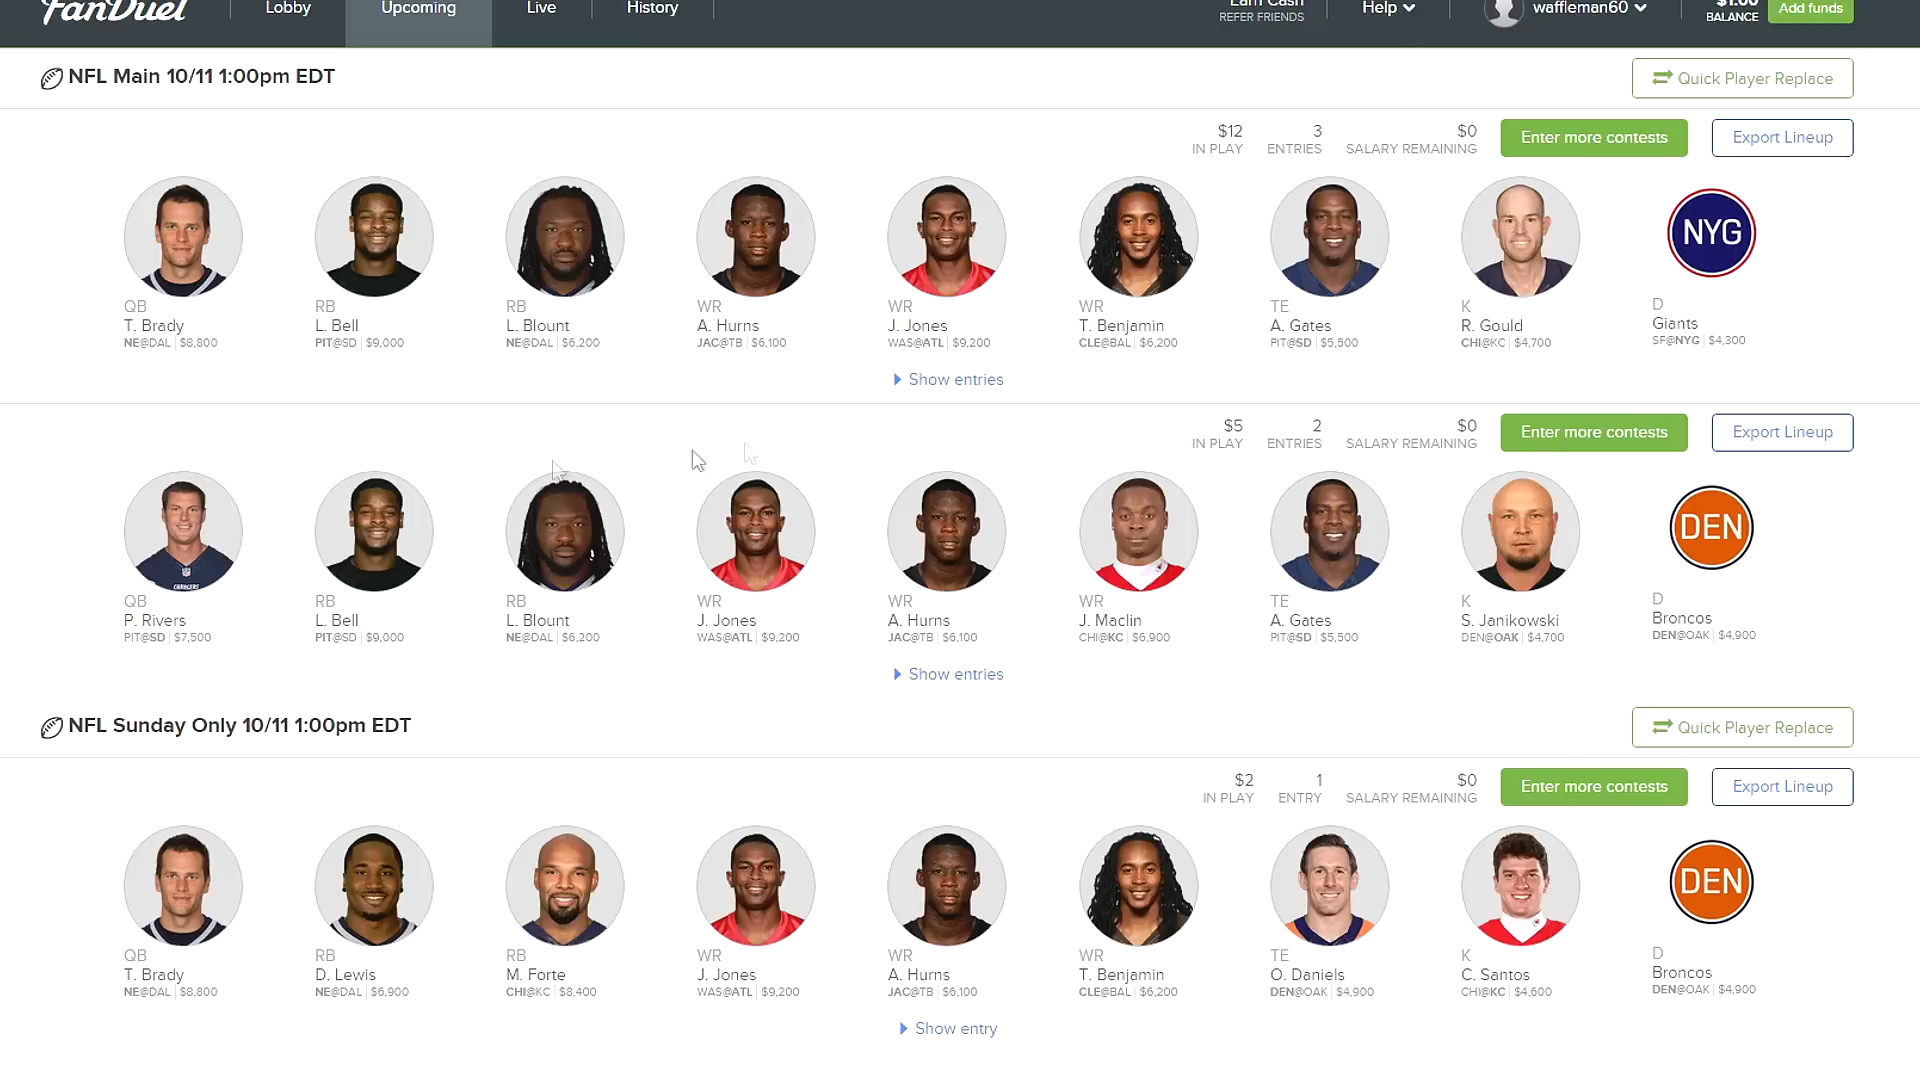 FanDuel
Lobby
Upcoming
Live
History
Earn Cash
REFER FRIENDS
Help
waffleman60
$1.00
BALANCE
Add funds
NFL Main 10/11 1:00pm EDT
Quick Player Replace
$12 3 $0
IN PLAY ENTRIES SALARY REMAINING
Enter more contests
Export Lineup
NYG
QB RB RB WR WR WR TE K D
T. Brady L. Bell L. Blount A. Hurns J. Jones T. Benjamin A. Gates R. Gould Giants
NE@DAL $8,800 PIT@SD $9,000 NE@DAL $6,200 JAC@TB $6,100 WAS@ATL $9,200 CLE@BAL $6,200 PIT@SD $5,500 CHI@KC $4,700 SF@NYG $4,300
Show entries
$5 2 $0
IN PLAY ENTRIES SALARY REMAINING
Enter more contests
Export Lineup
CHARGERS
DEN
QB RB RB WR WR WR TE K D
P. Rivers L. Bell L. Blount J. Jones A. Hurns J. Maclin A. Gates S. Janikowski Broncos
PIT@SD $7,500 PIT@SD $9,000 NE@DAL $6,200 WAS@ATL $9,200 JAC@TB $6,100 CHI@KC $6,900 PIT@SD $5,500 DEN@OAK $4,700 DEN@OAK $4,900
Show entries
NFL Sunday Only 10/11 1:00pm EDT
Quick Player Replace
$2 1 $0
IN PLAY ENTRY SALARY REMAINING
Enter more contests
Export Lineup
DEN
QB RB RB WR WR WR TE K D
T. Brady D. Lewis M. Forte J. Jones A. Hurns T. Benjamin O. Daniels C. Santos Broncos
NE@DAL $8,800 NE@DAL $6,900 CHI@KC $8,400 WAS@ATL $9,200 JAC@TB $6,100 CLE@BAL $6,200 DEN@OAK $4,900 CHI@KC $4,600 DEN@OAK $4,900
Show entry